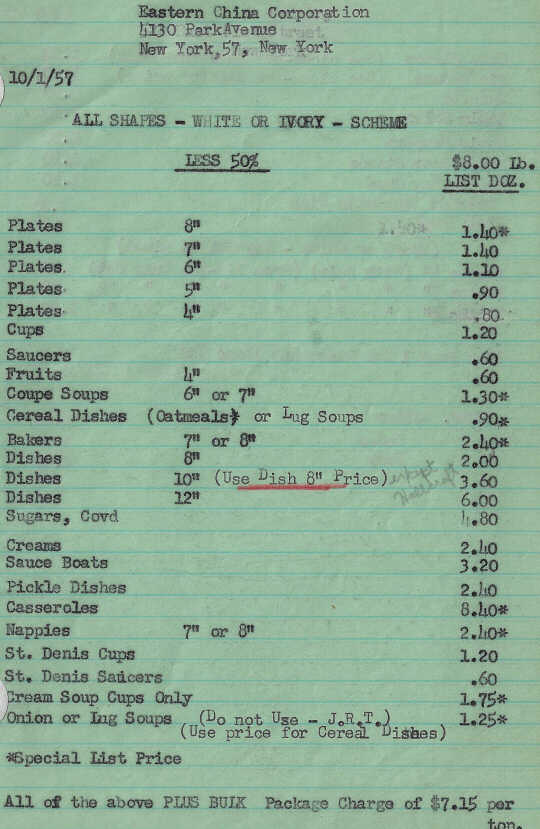 Eastern China Corporation
4130 ParkAvenue
New York,57, New York
10/1/57
ALL SHAPES - WHITE OR IVORY - SCHEME
LESS 50% $8.00 Lb.
LIST DOZ.
Plates 8" 1.40*
Plates 7" 1.40
Plates 6" 1.10
Plates 5" .90
Plates 4" .80
Cups 1.20
Saucers .60
Fruits 4" .60
Coupe Soups 6" or 7" 1.30*
Cereal Dishes (Oatmeals) or Lug Soups .90*
Bakers 7" or 8" 2.40*
Dishes 8" 2.00
Dishes 10" (Use Dish 8" Price) 3.60
Dishes 12" 6.00
Sugars, Covd 4.80
Creams 2.40
Sauce Boats 3.20
Pickle Dishes 2.40
Casseroles 8.40*
Nappies 7" or 8" 2.40*
St. Denis Cups 1.20
St. Denis Saucers .60
Cream Soup Cups Only 1.75*
Onion or Lug Soups (Do not Use - J.R.T.) 1.25*
(Use price for Cereal Dishes)
*Special List Price
All of the above PLUS BULK Package Charge of $7.15 per
ton.